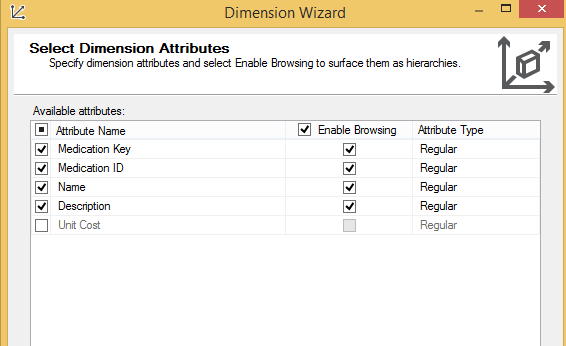 Dimension Wizard
Select Dimension Attributes
Specify dimension attributes and select Enable Browsing to surface them as hierarchies.
Available attributes:
Attribute Name Enable Browsing Attribute Type
Medication Key Regular
Medication ID Regular
Name Regular
Description Regular
Unit Cost Regular